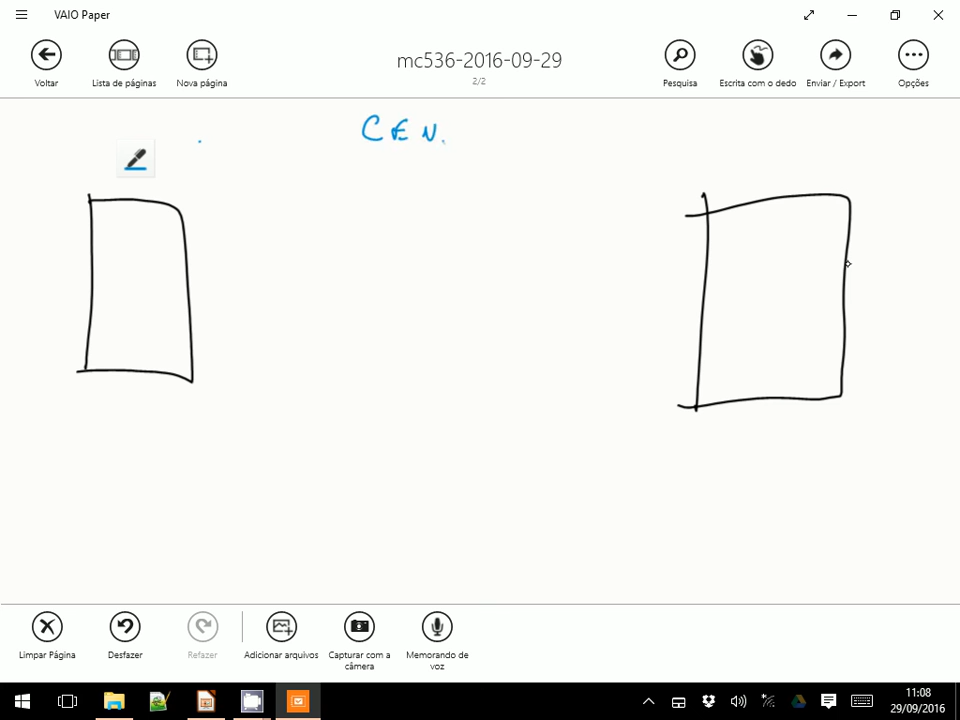 VAIO Paper
Voltar
Lista de páginas
Nova página
mc536-2016-09-29
2/2
Pesquisa
Escrita com o dedo
Enviar / Export
Opções
C E N.
Limpar Página
Desfazer
Refazer
Adicionar arquivos
Capturar com a
câmera
Memorando de
voz
11:08
29/09/2016